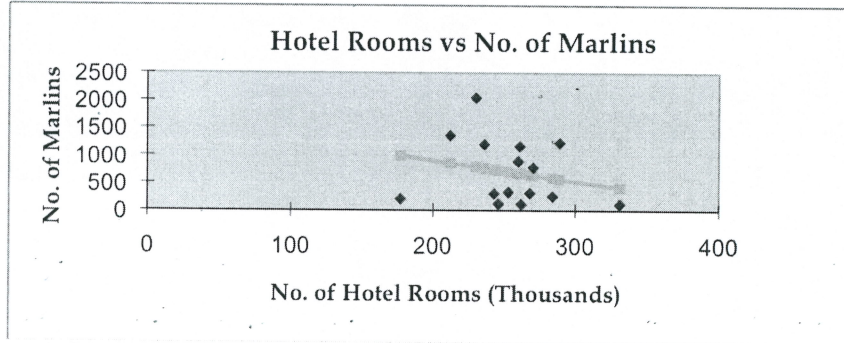 Hotel Rooms vs No. of Marlins
No. of Marlins
2500
2000
1500
1000
500
0
0 100 200 300 400
No. of Hotel Rooms (Thousands)